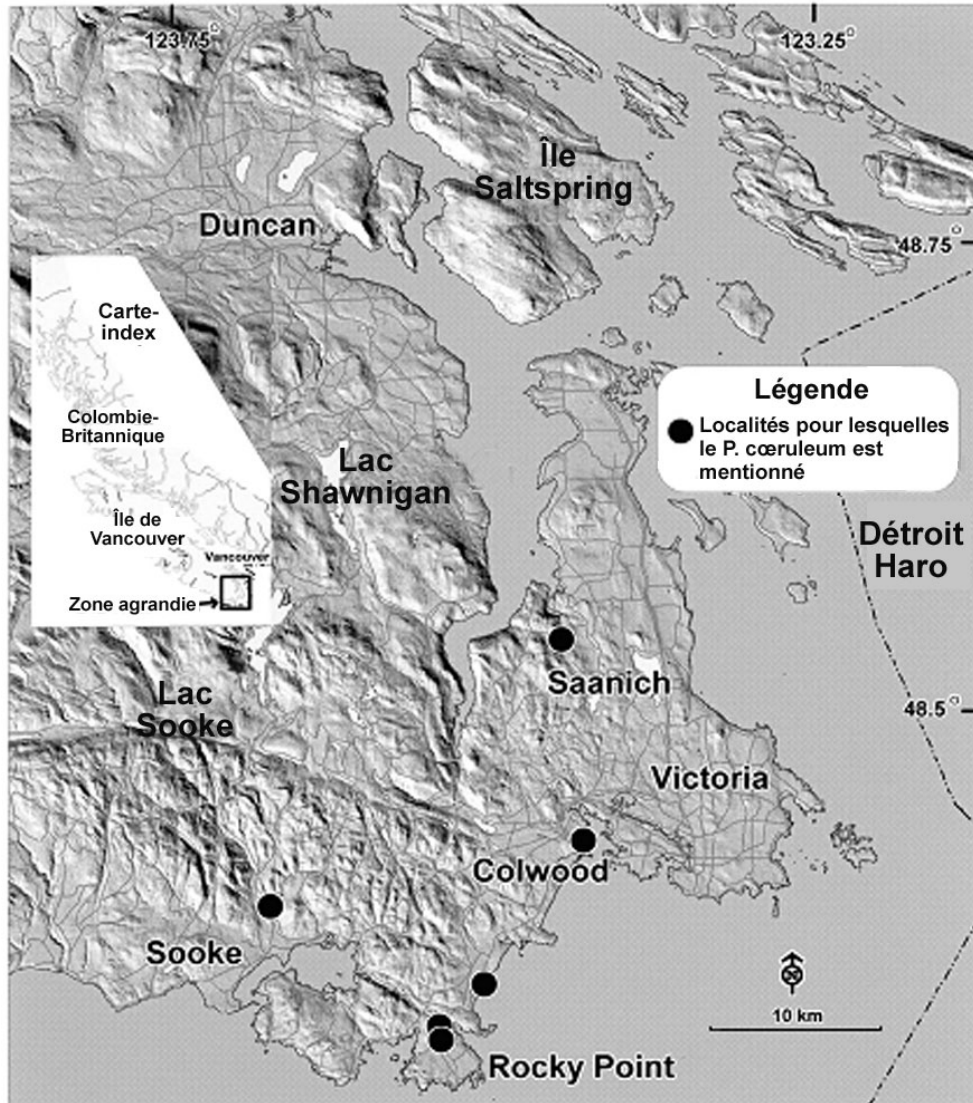 123.75°
123.25°
Île
Saltspring
Duncan
48.75°
Carte-
index
Colombie-
Britannique
Île de
Vancouver
Vancouver
Zone agrandie
Légende
Localités pour lesquelles
le P. cœruleum est
mentionné
Lac
Shawnigan
Détroit
Haro
Saanich
Lac
Sooke
48.5°
Victoria
Colwood
Sooke
10 km
Rocky Point